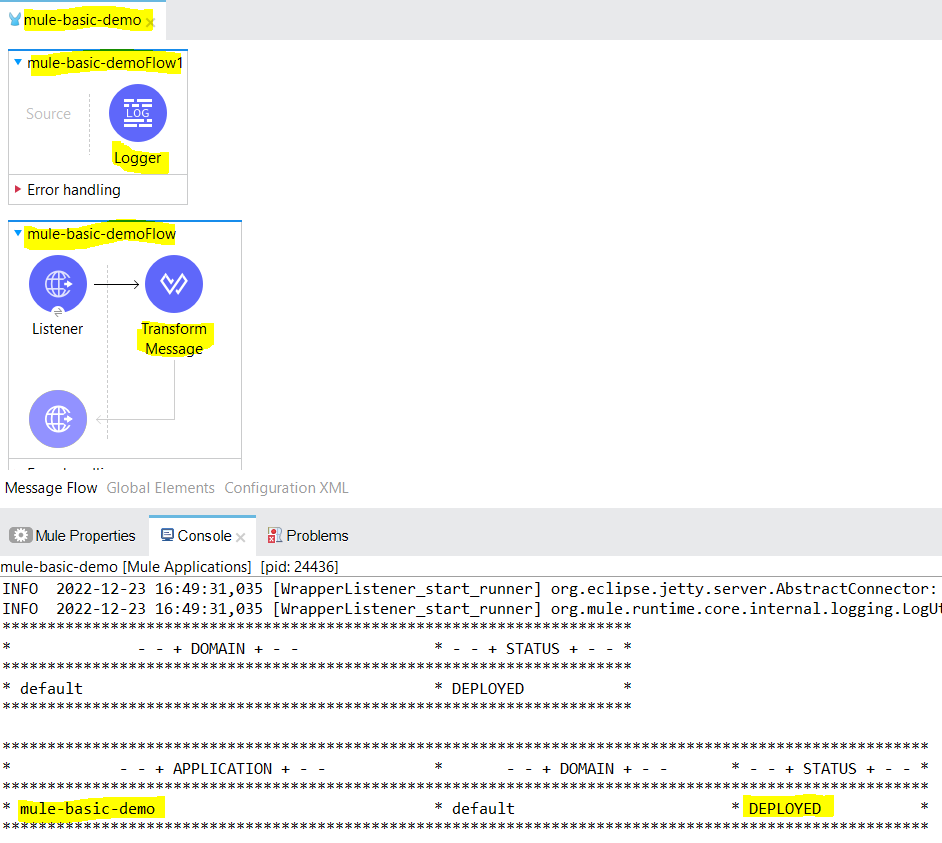 mule-basic-demo
mule-basic-demoFlow1
Source
LOG
Logger
Error handling
mule-basic-demoFlow
Listener
Transform
Message
Message Flow Global Elements Configuration XML
Mule Properties Console Problems
mule-basic-demo [Mule Applications] [pid: 24436]
INFO 2022-12-23 16:49:31,035 [WrapperListener_start_runner] org.eclipse.jetty.server.AbstractConnector:
INFO 2022-12-23 16:49:31,035 [WrapperListener_start_runner] org.mule.runtime.core.internal.logging.LogUt
**********************************************************************
* - - + DOMAIN + - - * - - + STATUS + - - *
**********************************************************************
* default * DEPLOYED *
**********************************************************************
*******************************************************************************************************
* - - + APPLICATION + - - * - - + DOMAIN + - - * - - + STATUS + - - *
*******************************************************************************************************
* mule-basic-demo * default * DEPLOYED *
*******************************************************************************************************